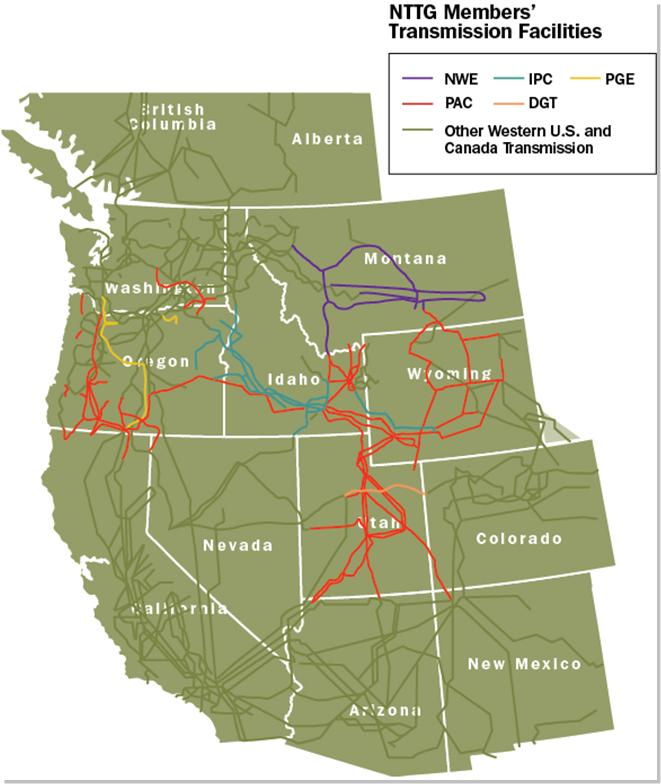 NTTG Members'
Transmission Facilities
NWE
IPC
PGE
PAC
DGT
Other Western U.S. and
Canada Transmission
British
Columbia
Alberta
Montana
Washington
Oregon
Idaho
Wyoming
Utah
Nevada
Colorado
California
New Mexico
Arizona